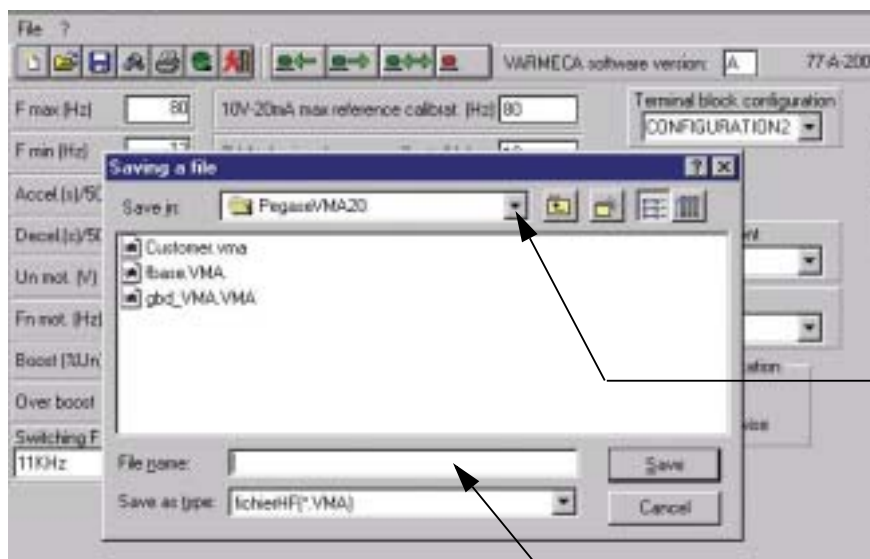 File ?
VARMECA software version: A 77-A-200
F max (Hz) 80 10V-20mA max reference calibrat. (Hz) 80 Terminal block configuration
CONFIGURATION2
F min (Hz)
Saving a file
Accel.(s)/50
Save in: PegaseVMA20
Decel.(s)/50
Customer.vma
fbase.VMA
gbd_VMA.VMA
Un mot. (V)
Fn mot. (Hz)
Boost (%Un)
Over boost
Switching F
11KHz
File name: Save
Save as type: fichierHF(*.VMA) Cancel